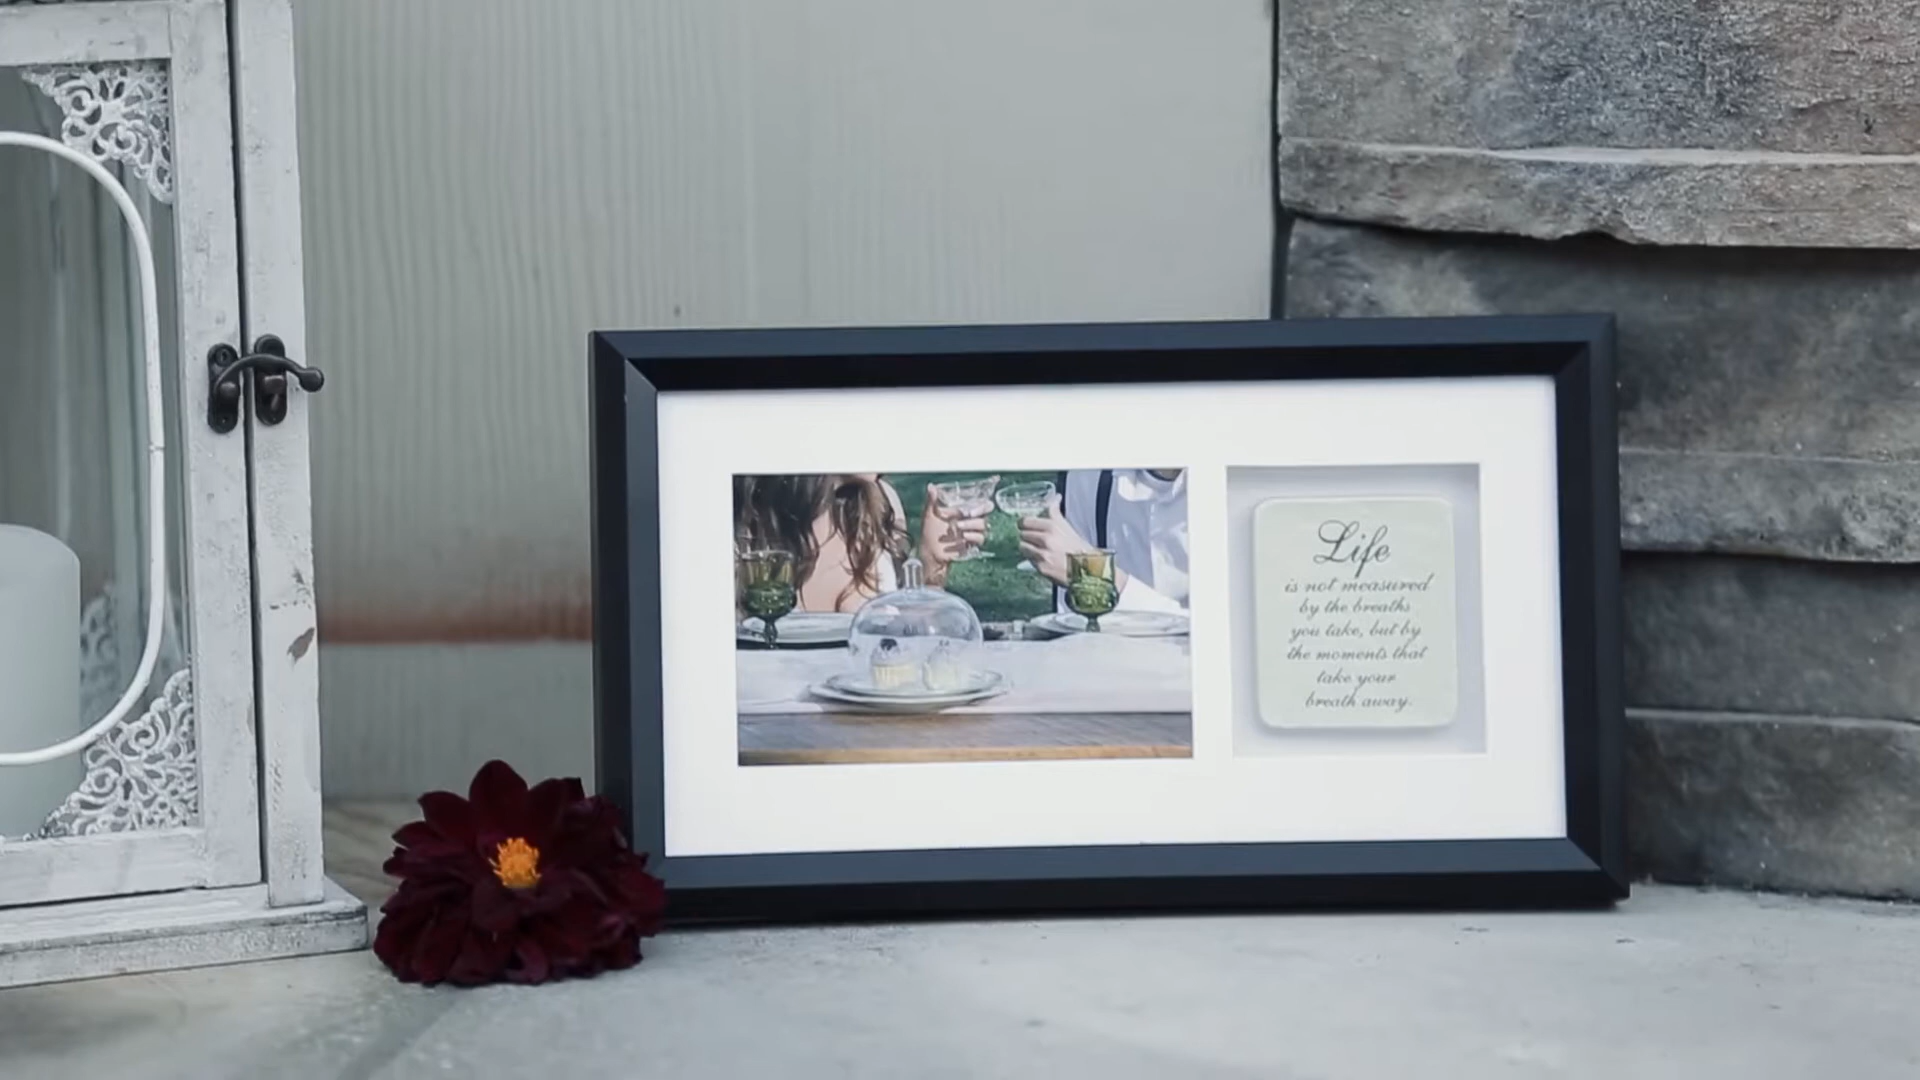 Life
is not measured
by the breaths
you take, but by
the moments that
take your
breath away.